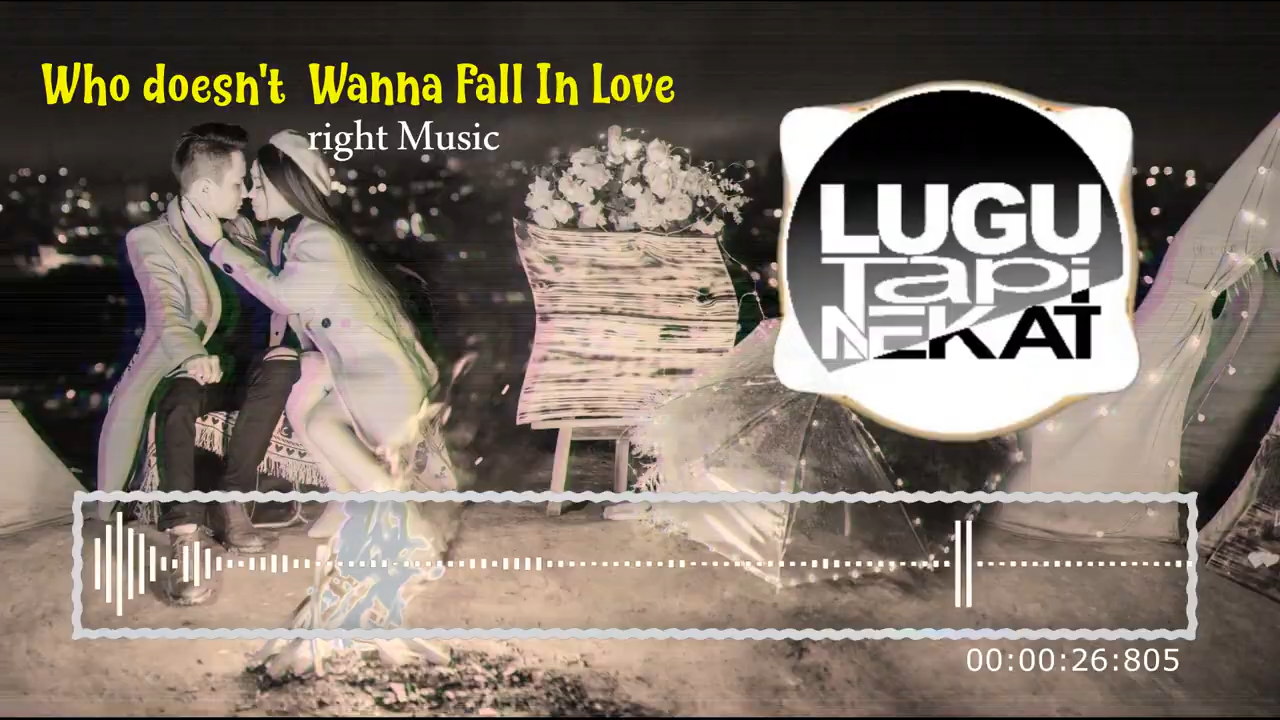 Who doesn't Wanna Fall In Love
right Music
LUGU
Tapi
NEKAT
00:00:26:805